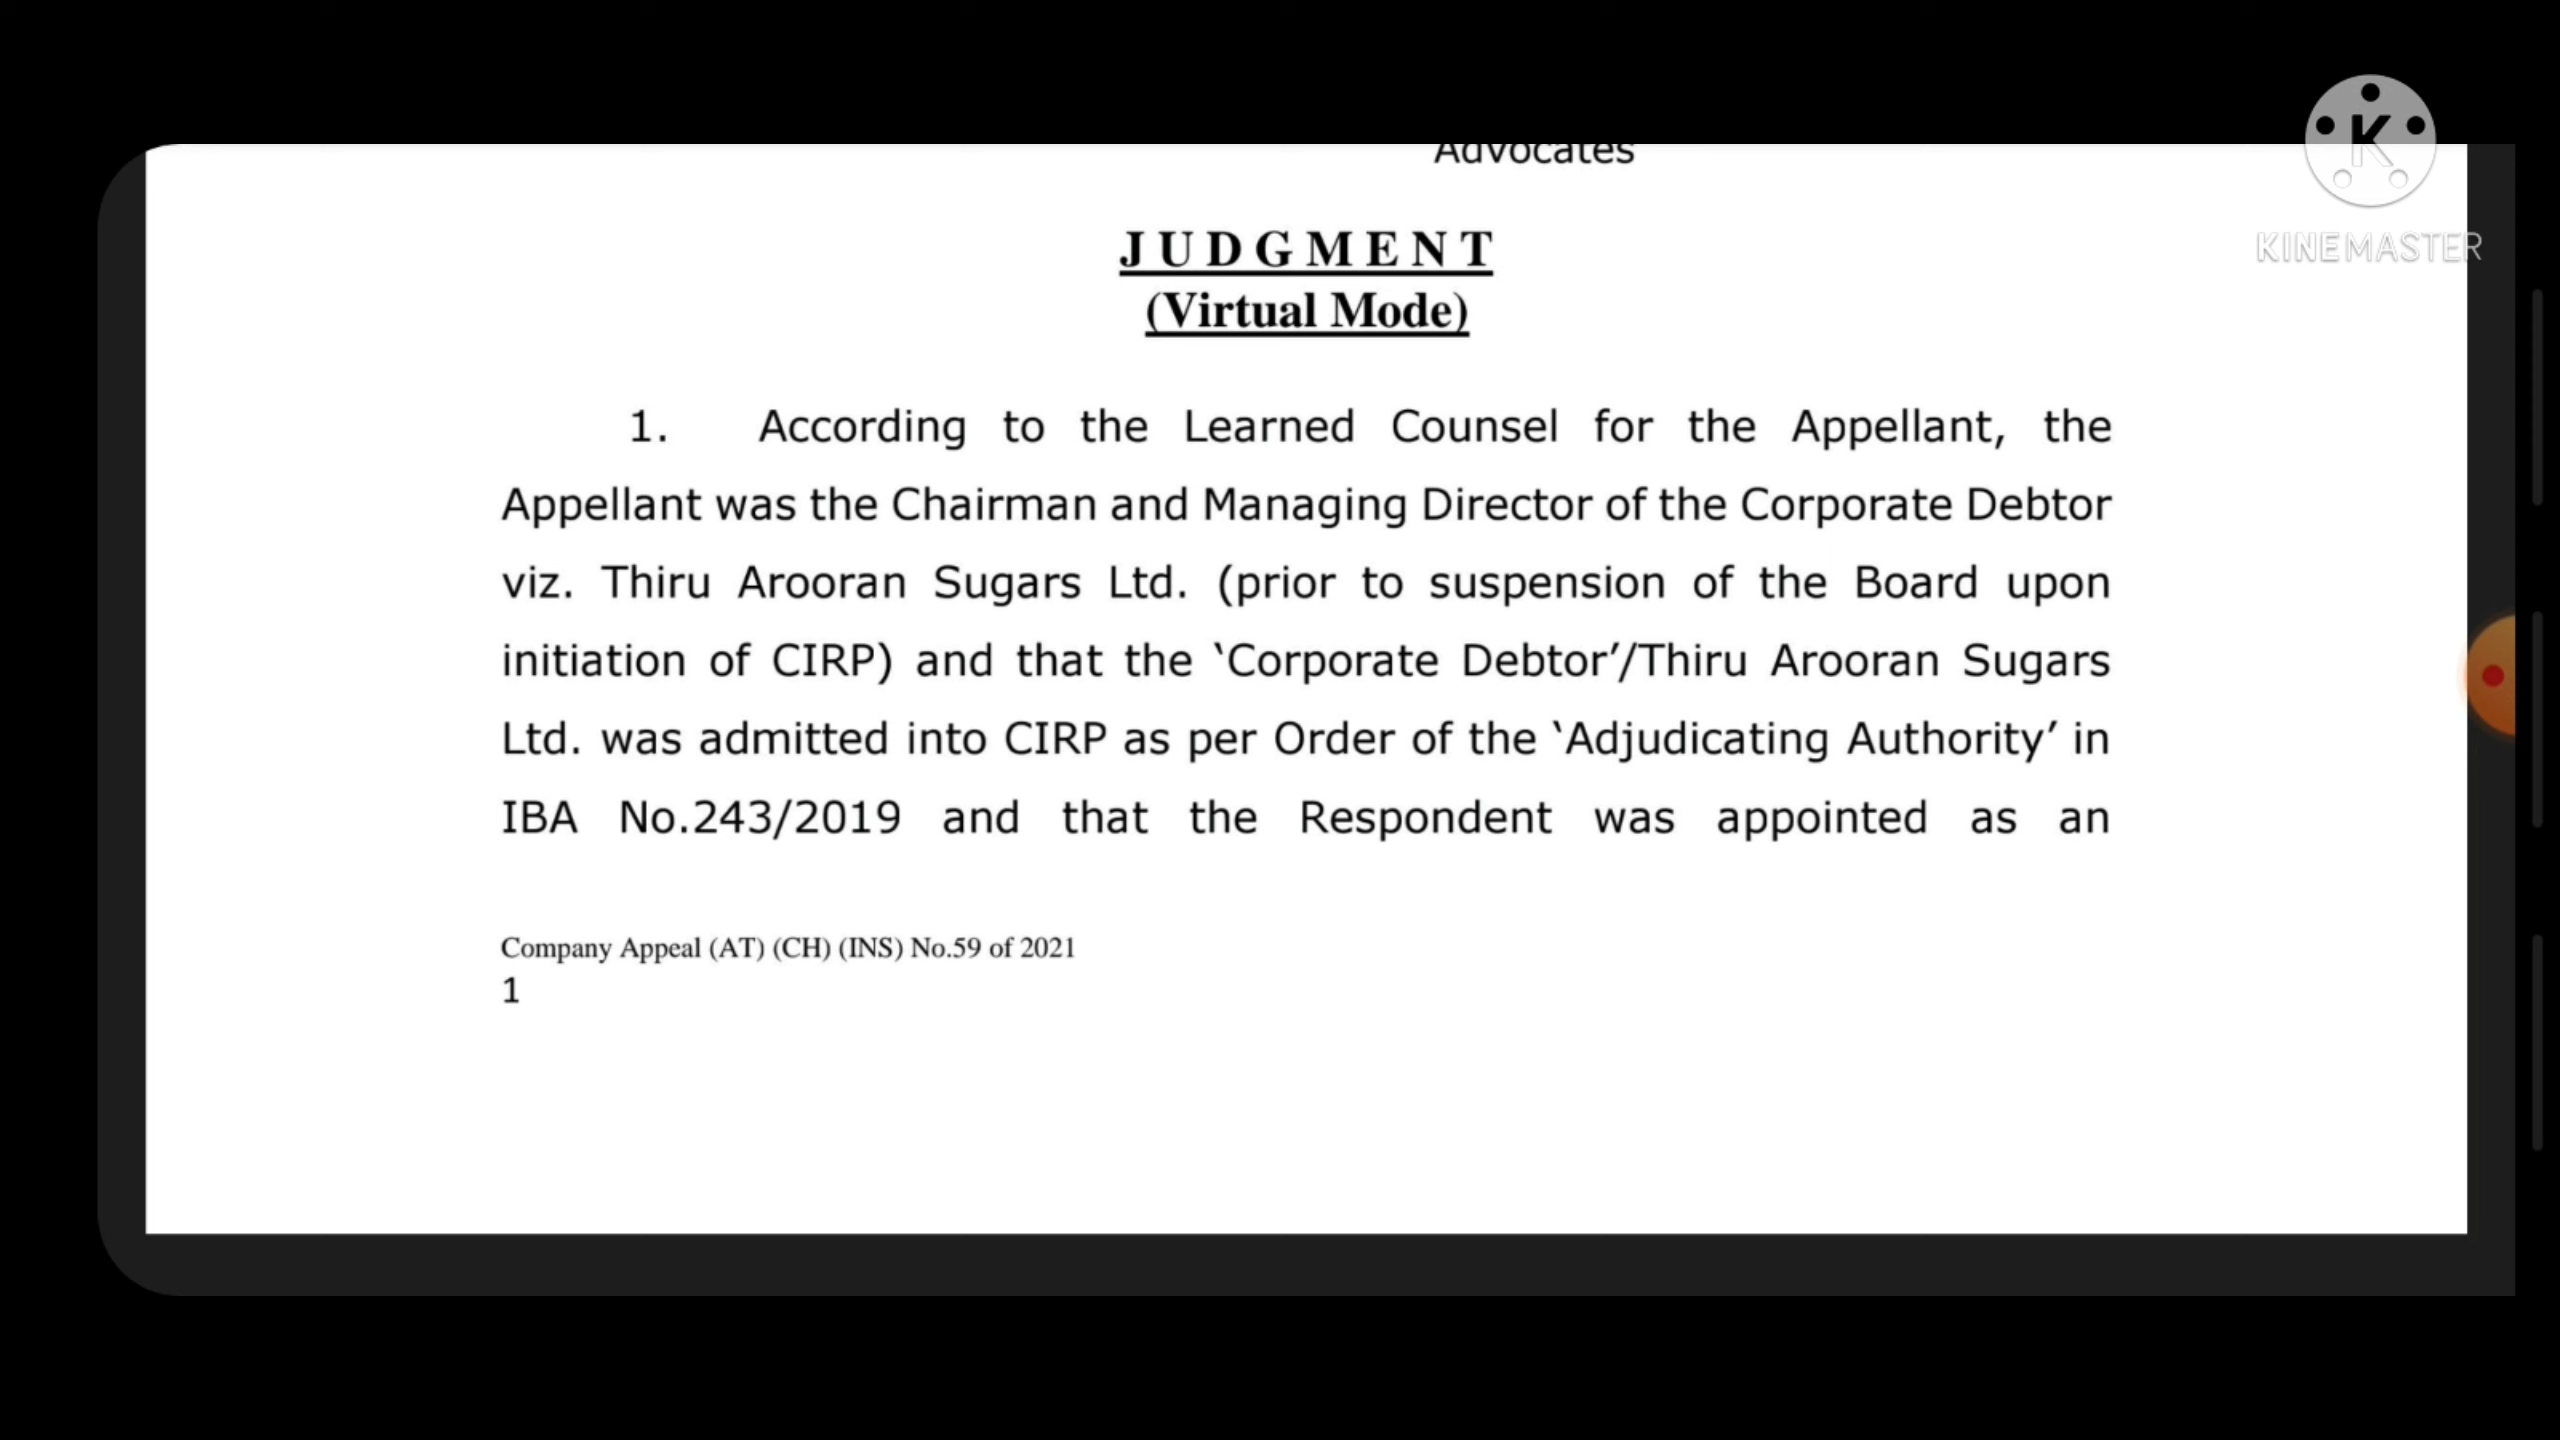 Advocates
K
KINEMASTER
J U D G M E N T
(Virtual Mode)
1. According to the Learned Counsel for the Appellant, the
Appellant was the Chairman and Managing Director of the Corporate Debtor
viz. Thiru Arooran Sugars Ltd. (prior to suspension of the Board upon
initiation of CIRP) and that the ‘Corporate Debtor’/Thiru Arooran Sugars
Ltd. was admitted into CIRP as per Order of the ‘Adjudicating Authority’ in
IBA No.243/2019 and that the Respondent was appointed as an
Company Appeal (AT) (CH) (INS) No.59 of 2021
1